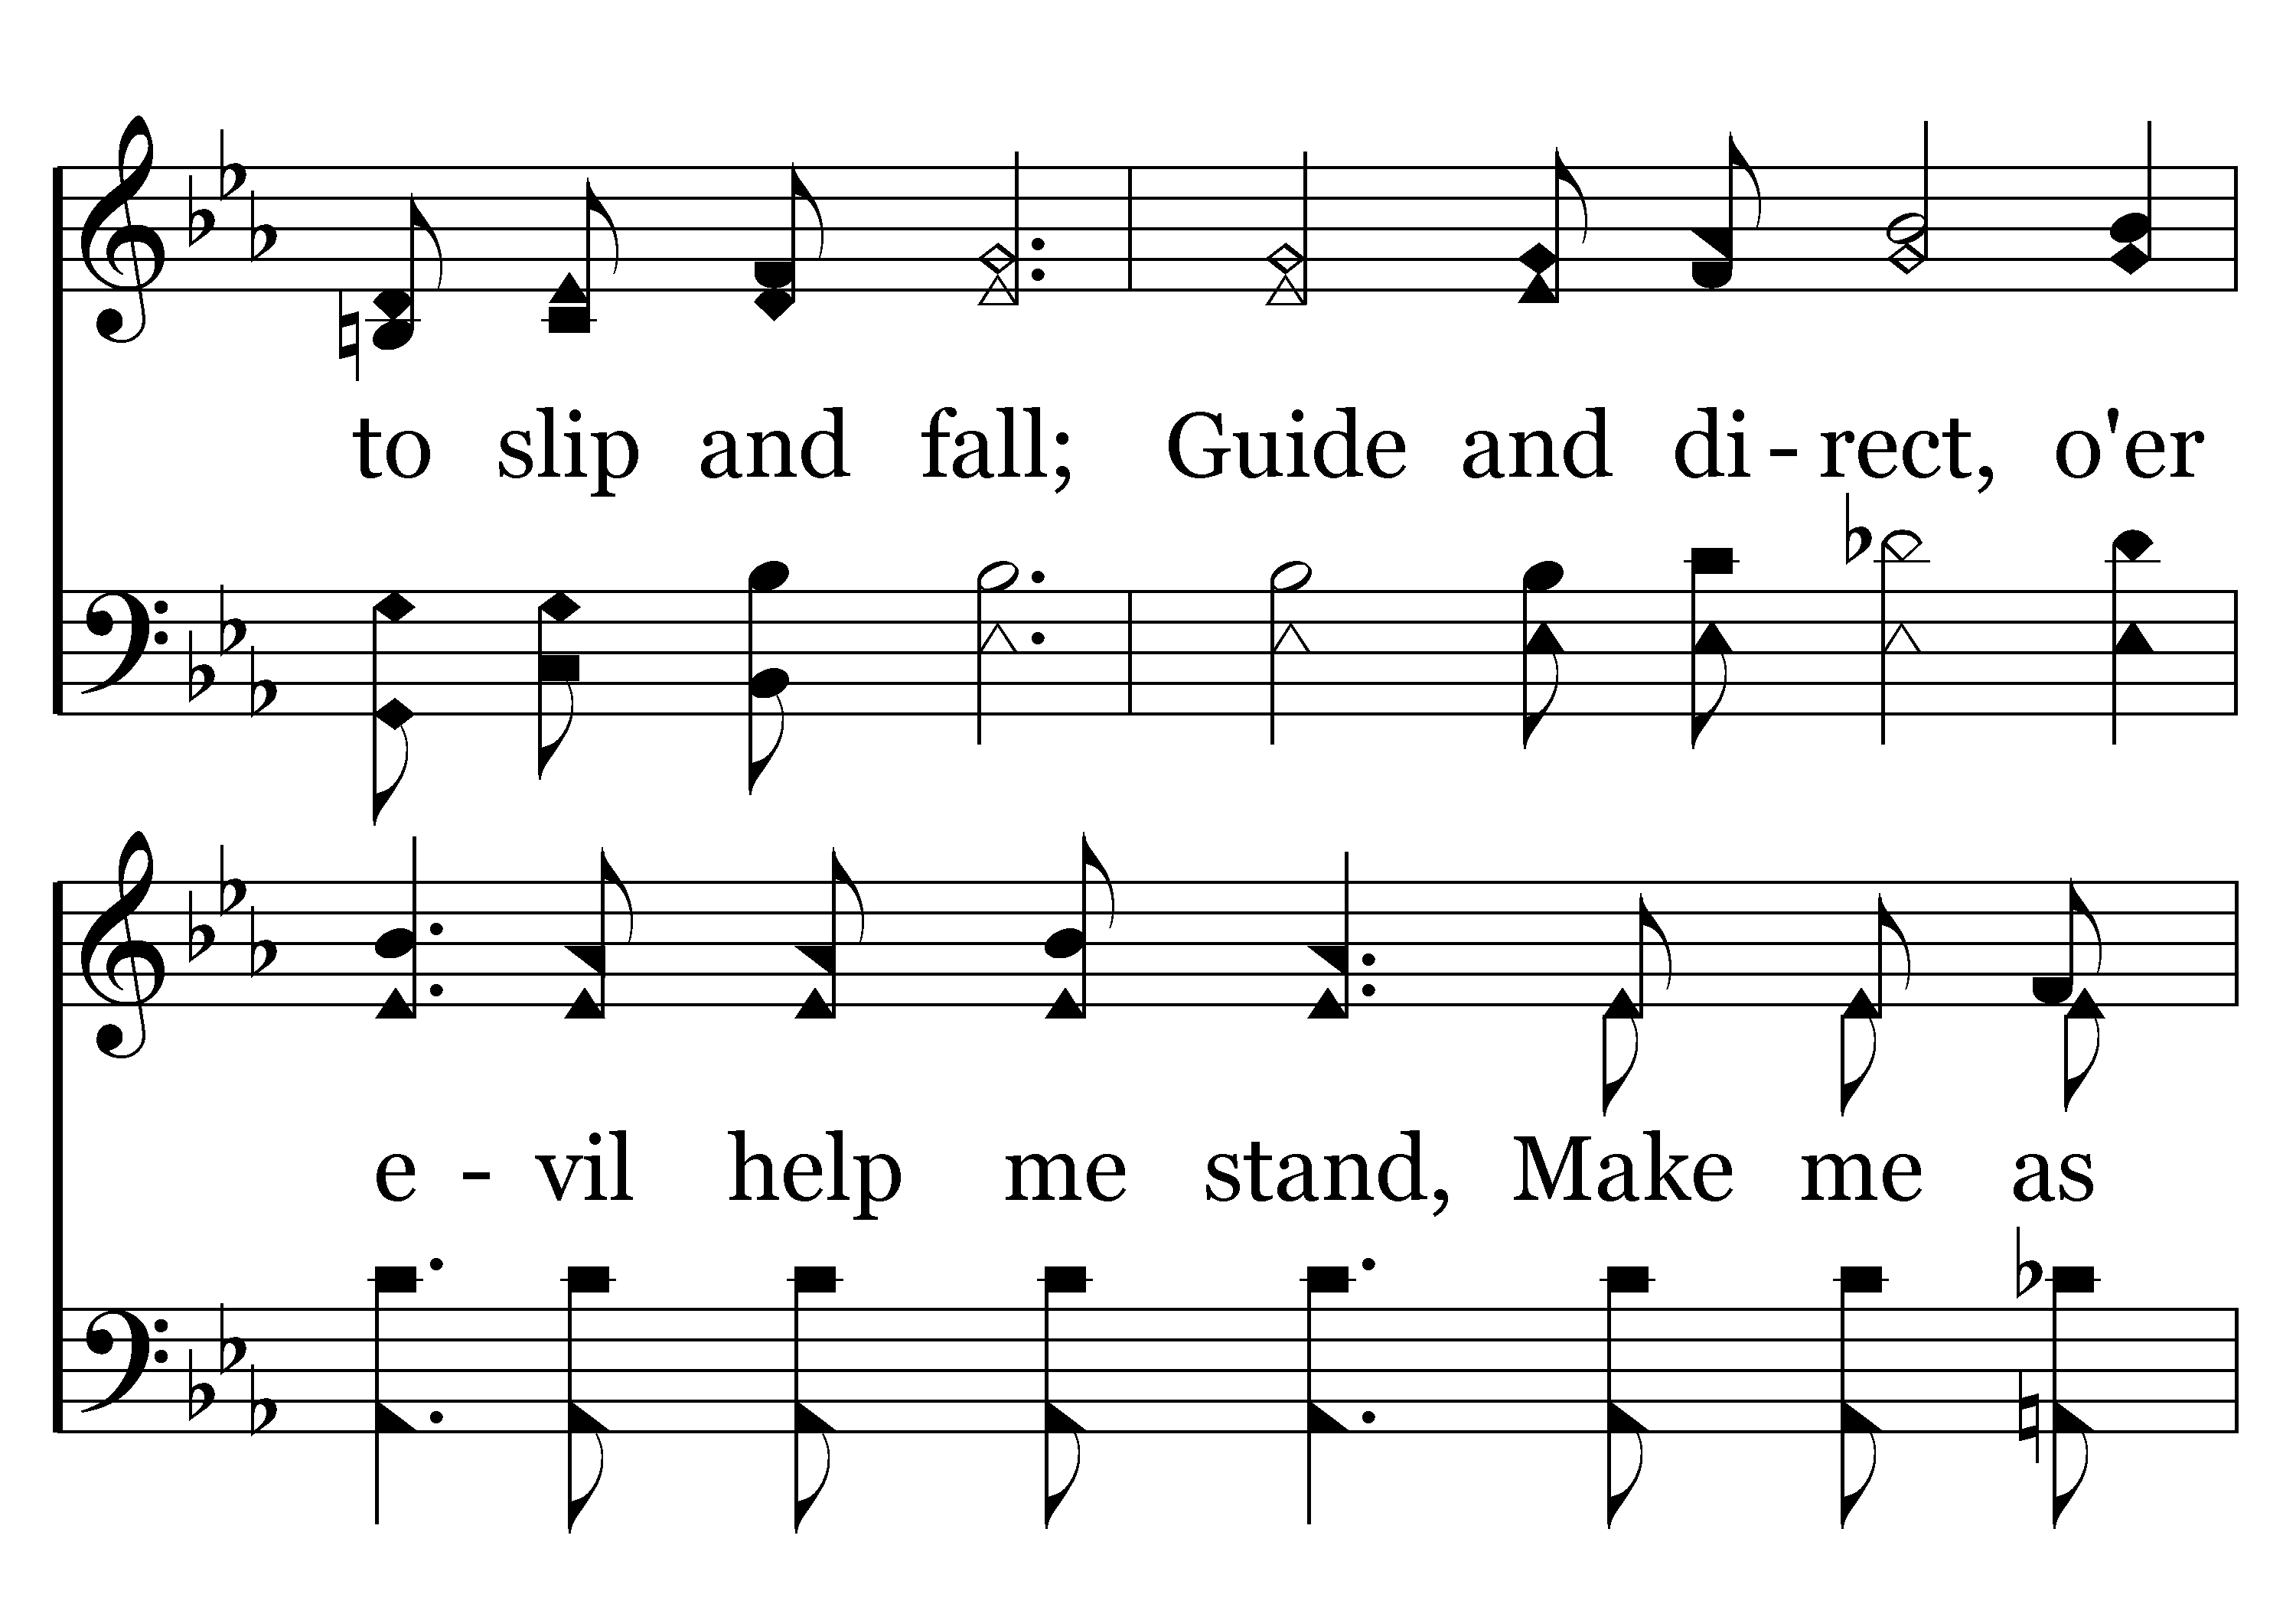 to slip and fall; Guide and di - rect, o'er
e - vil help me stand, Make me as